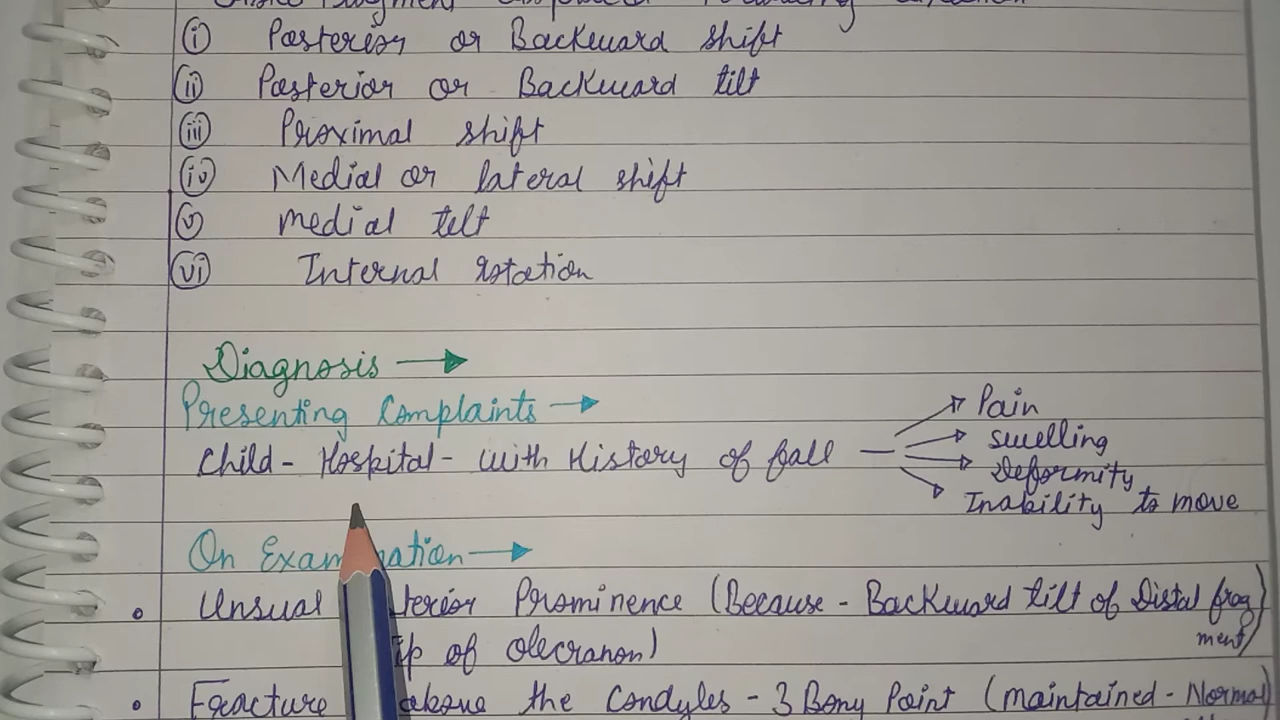 (i) Posterior or Backward shift
(ii) Posterior or Backward tilt
(iii) Proximal shift
(iv) Medial or lateral shift
(v) medial tilt
(vi) Internal rotation
Diagnosis →
Presenting Complaints →
Child - Hospital - with History of fall —
→ Pain
→ swelling
→ Deformity
→ Inability to move
On Examination →
• Unsual terior Prominence (Because - Backward tilt of Distal frag
ment)
ip of olecranon)
• Fracture above the Condyles - 3 Bony Point (maintained - Normal)